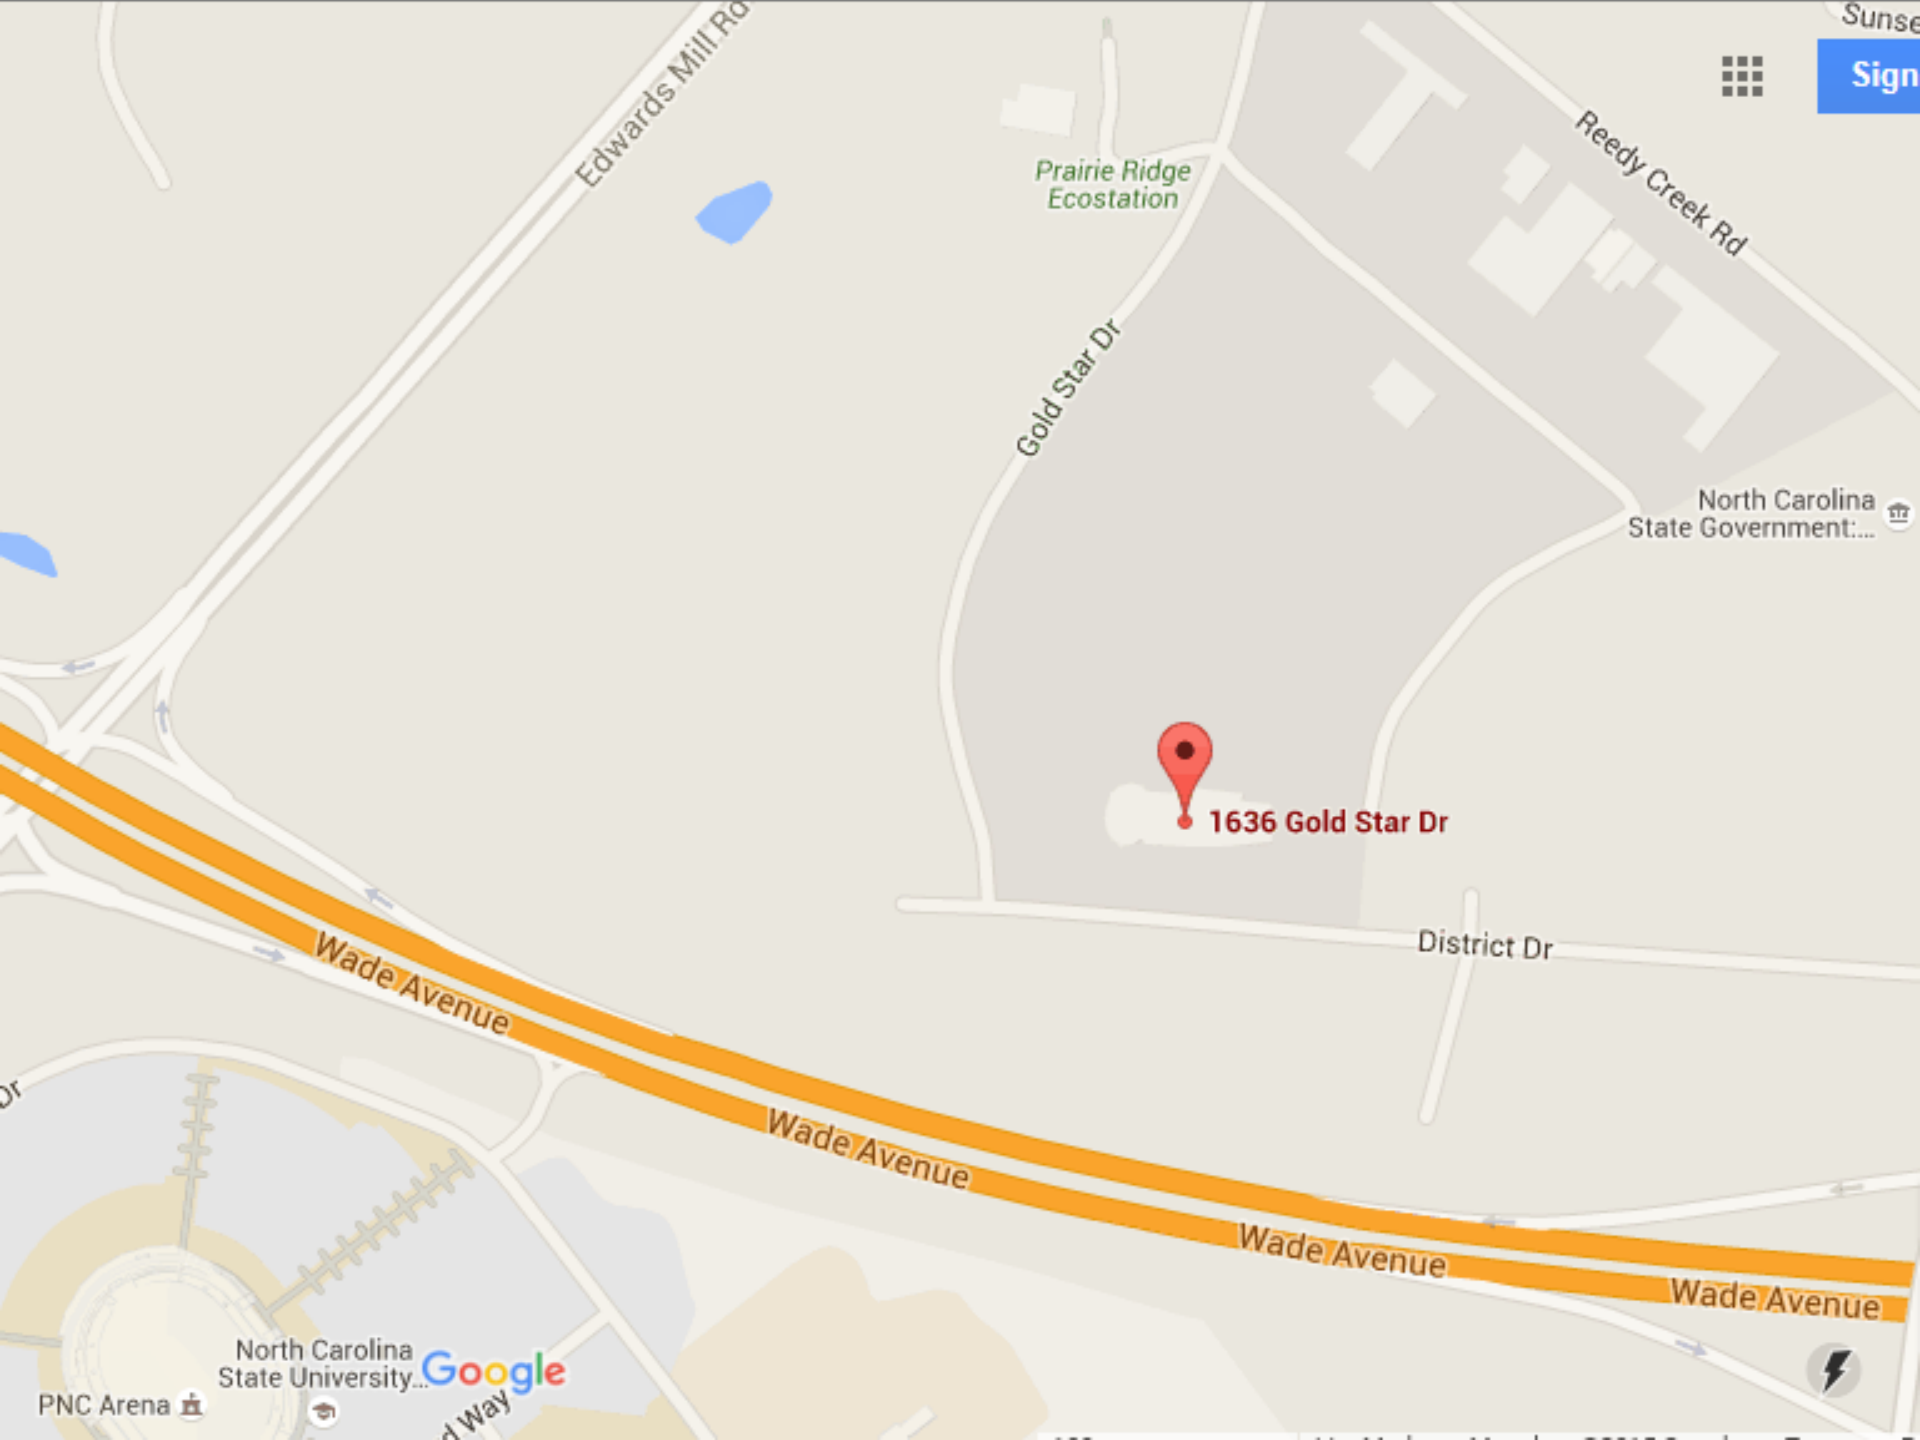 Sunse
Sign
Edwards Mill Rd
Reedy Creek Rd
Prairie Ridge
Ecostation
Gold Star Dr
North Carolina
State Government:...
1636 Gold Star Dr
District Dr
Wade Avenue
Dr
Wade Avenue
Wade Avenue
Wade Avenue
North Carolina
State University...
Google
PNC Arena
d Way